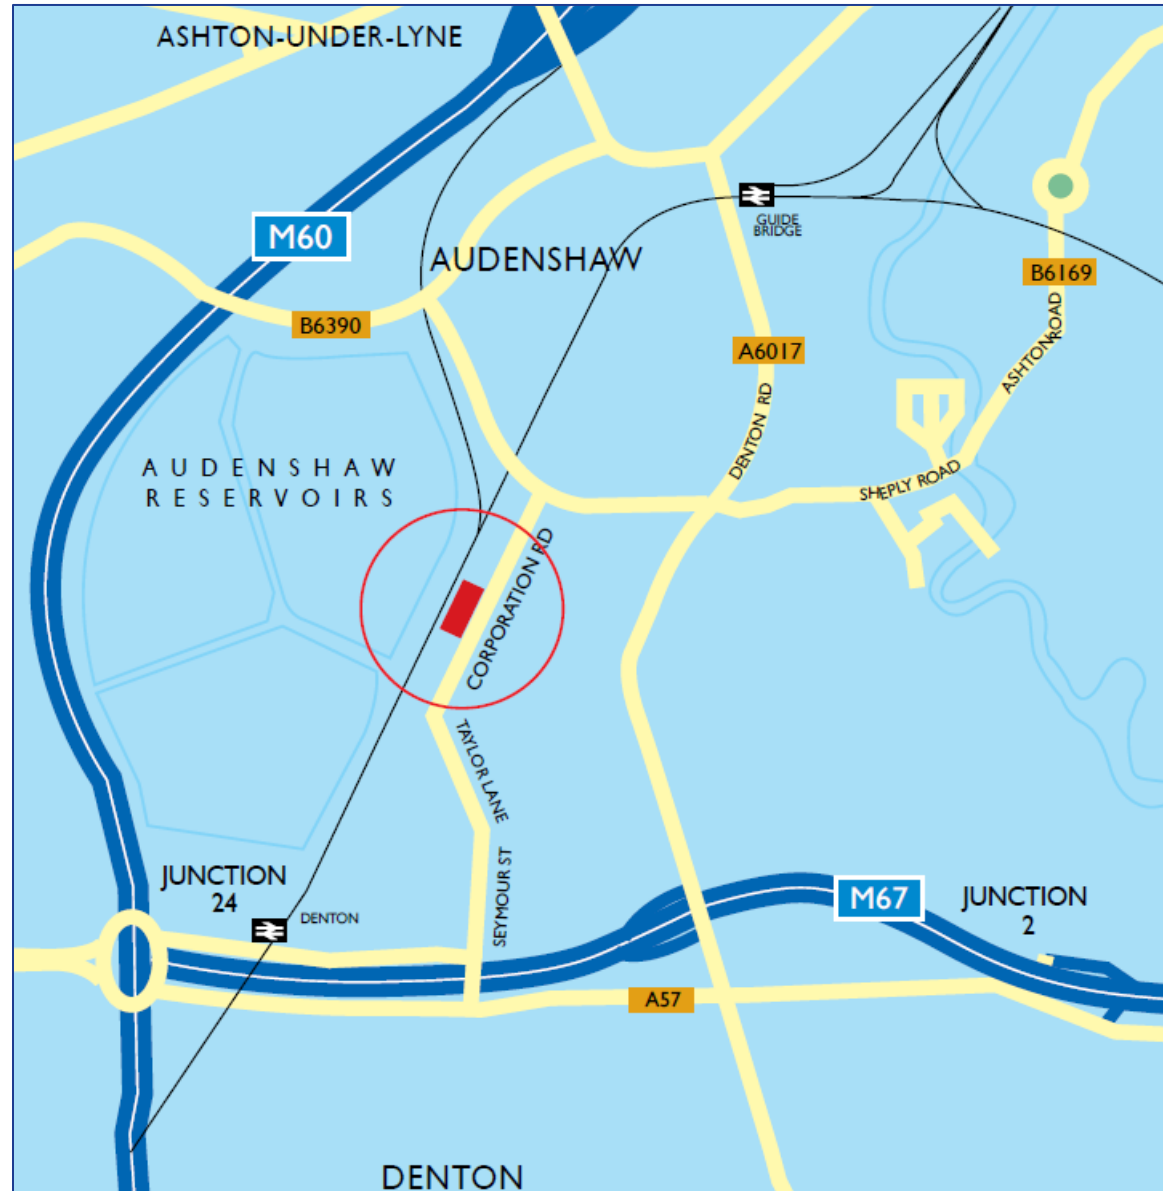 ASHTON-UNDER-LYNE
M60
GUIDE
BRIDGE
AUDENSHAW
B6169
B6390
ASHTON ROAD
A6017
DENTON RD
AUDENSHAW
RESERVOIRS
SHEPLY ROAD
CORPORATION RD
TAYLOR LANE
SEYMOUR ST
JUNCTION
24
DENTON
M67
JUNCTION
2
A57
DENTON